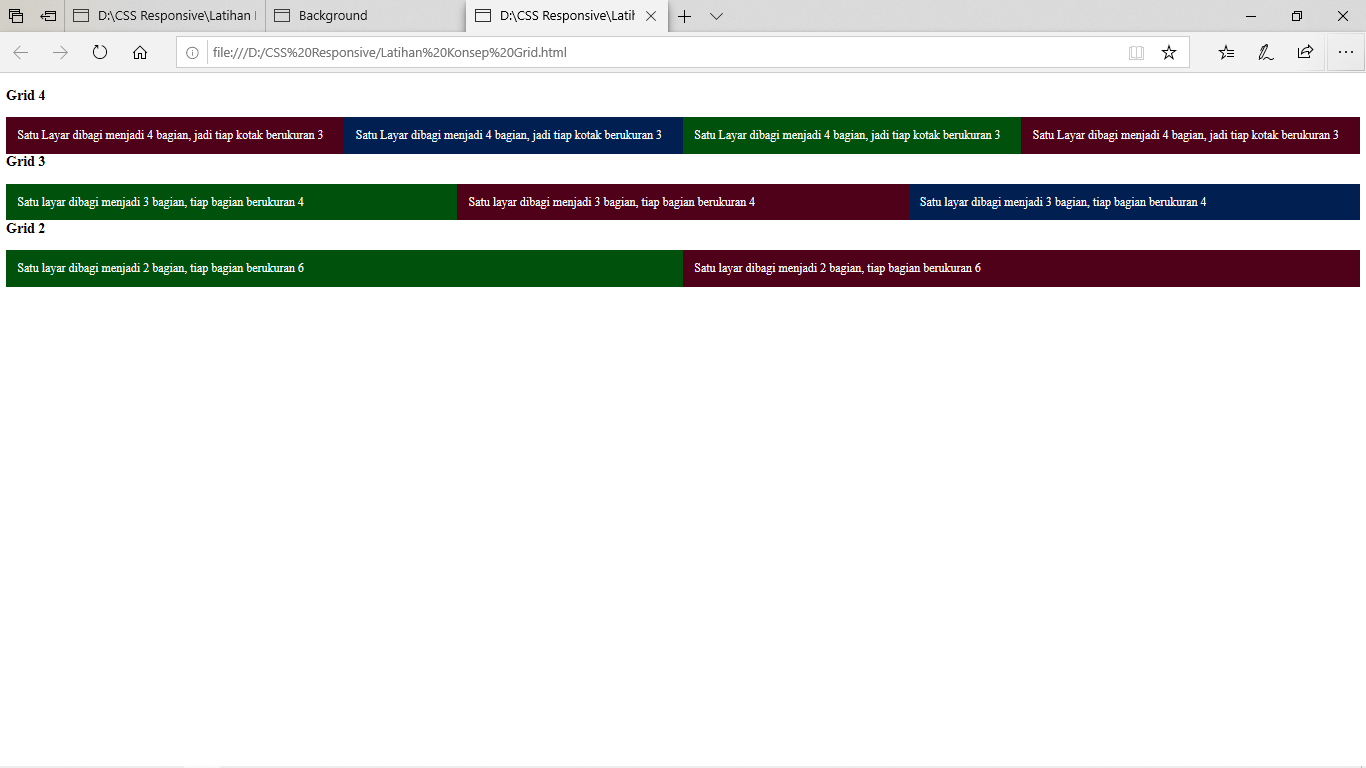 D:\CSS Responsive\Latihan
Background
D:\CSS Responsive\Latih
file:///D:/CSS%20Responsive/Latihan%20Konsep%20Grid.html
Grid 4
Satu Layar dibagi menjadi 4 bagian, jadi tiap kotak berukuran 3
Satu Layar dibagi menjadi 4 bagian, jadi tiap kotak berukuran 3
Satu Layar dibagi menjadi 4 bagian, jadi tiap kotak berukuran 3
Satu Layar dibagi menjadi 4 bagian, jadi tiap kotak berukuran 3
Grid 3
Satu layar dibagi menjadi 3 bagian, tiap bagian berukuran 4
Satu layar dibagi menjadi 3 bagian, tiap bagian berukuran 4
Satu layar dibagi menjadi 3 bagian, tiap bagian berukuran 4
Grid 2
Satu layar dibagi menjadi 2 bagian, tiap bagian berukuran 6
Satu layar dibagi menjadi 2 bagian, tiap bagian berukuran 6